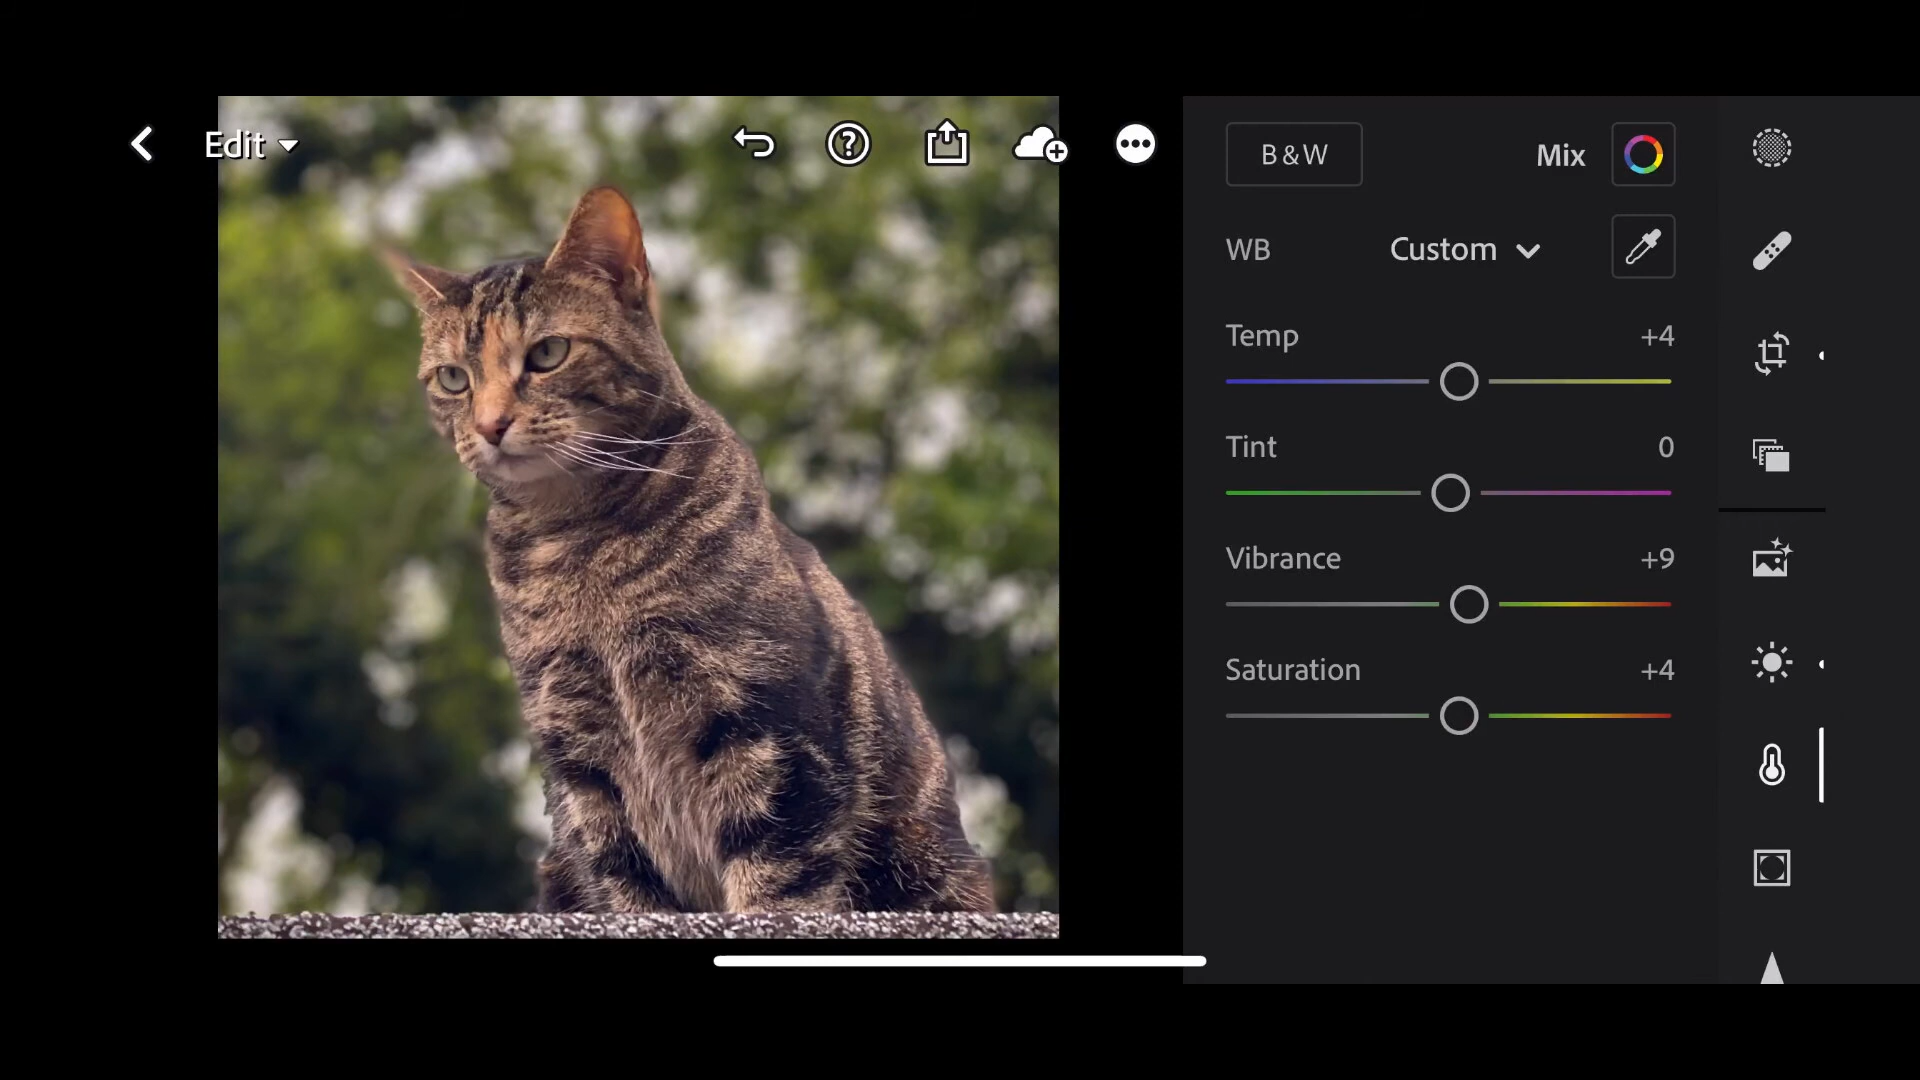 Edit
B&W
Mix
WB
Custom
Temp
+4
Tint
0
Vibrance
+9
Saturation
+4